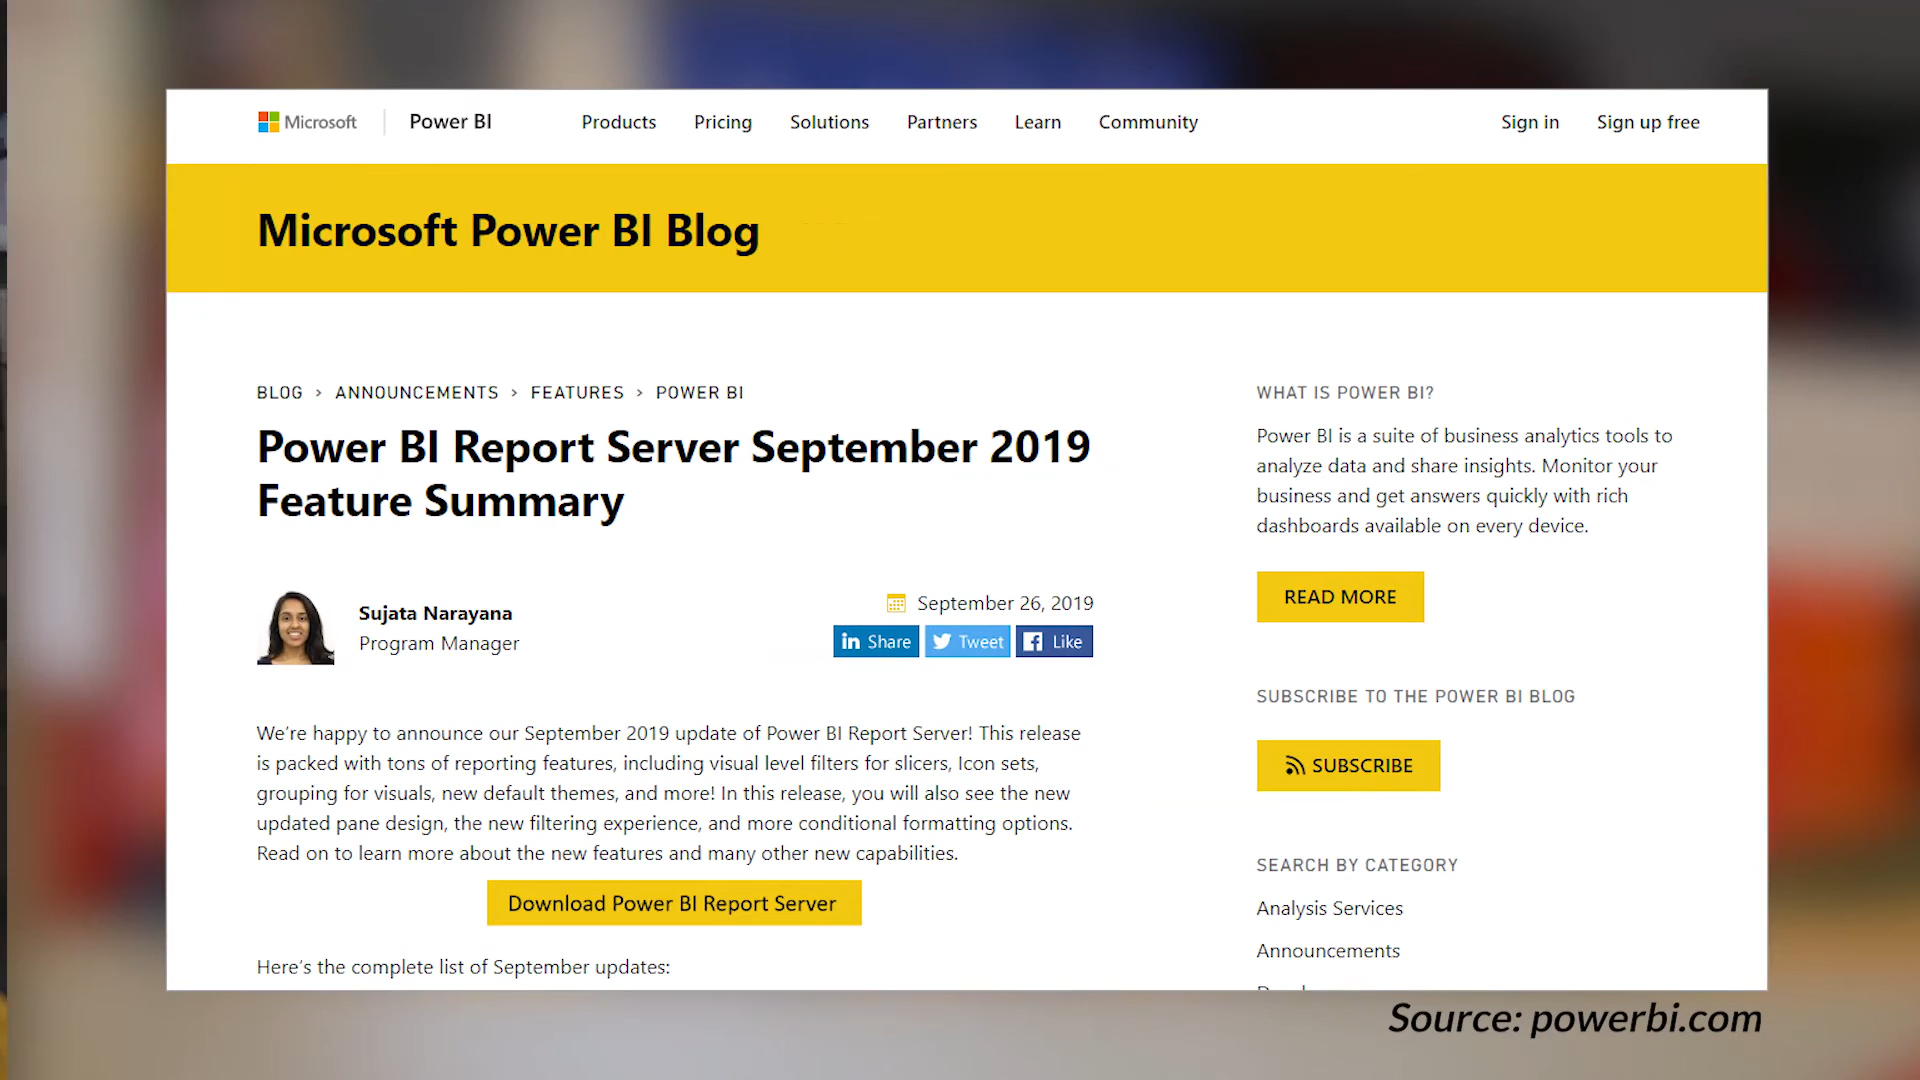 Microsoft Power BI Products Pricing Solutions Partners Learn Community Sign in Sign up free
Microsoft Power BI Blog
BLOG > ANNOUNCEMENTS > FEATURES > POWER BI
Power BI Report Server September 2019
Feature Summary
Sujata Narayana
Program Manager
September 26, 2019
Share Tweet Like
We're happy to announce our September 2019 update of Power BI Report Server! This release
is packed with tons of reporting features, including visual level filters for slicers, Icon sets,
grouping for visuals, new default themes, and more! In this release, you will also see the new
updated pane design, the new filtering experience, and more conditional formatting options.
Read on to learn more about the new features and many other new capabilities.
Download Power BI Report Server
Here's the complete list of September updates:
WHAT IS POWER BI?
Power BI is a suite of business analytics tools to
analyze data and share insights. Monitor your
business and get answers quickly with rich
dashboards available on every device.
READ MORE
SUBSCRIBE TO THE POWER BI BLOG
SUBSCRIBE
SEARCH BY CATEGORY
Analysis Services
Announcements
Source: powerbi.com